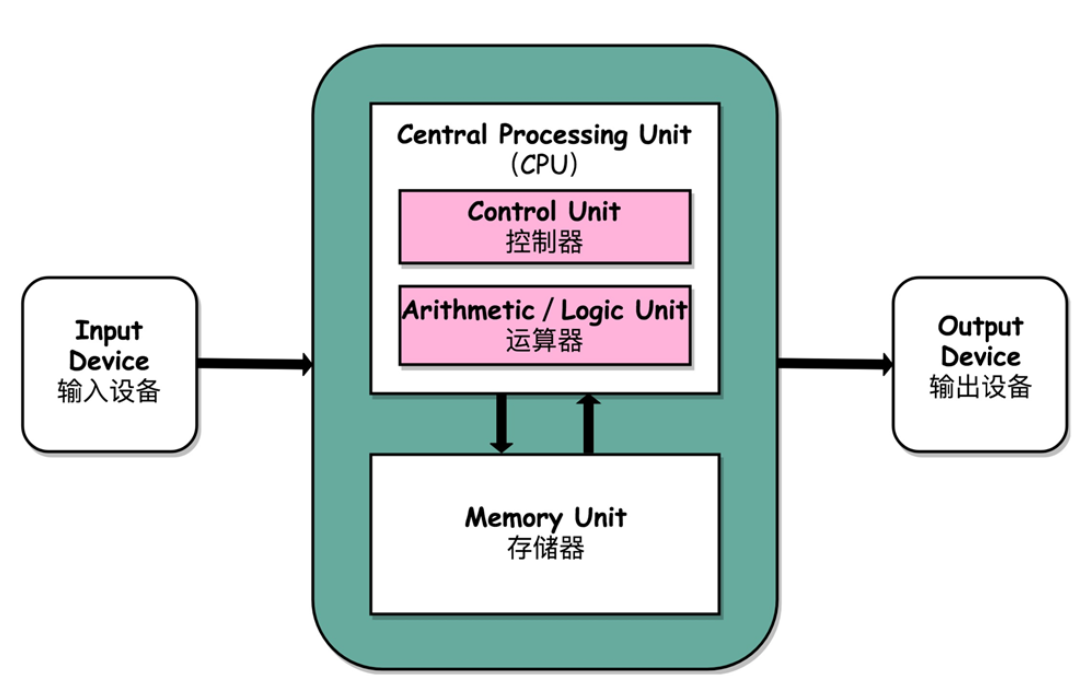 Central Processing Unit
（CPU）
Control Unit
控制器
Arithmetic / Logic Unit
运算器
Input
Device
输入设备
Output
Device
输出设备
Memory Unit
存储器